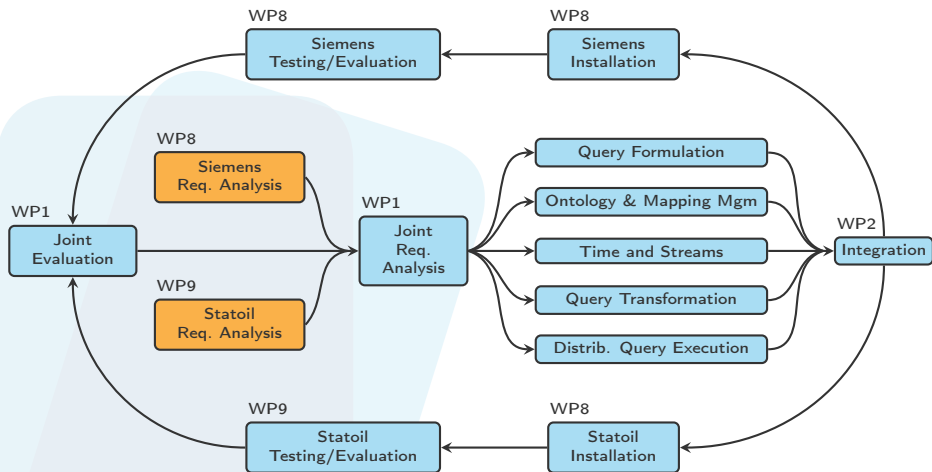 WP8
Siemens
Testing/Evaluation
WP8
Siemens
Installation
WP8
Siemens
Req. Analysis
WP1
Joint
Evaluation
WP9
Statoil
Req. Analysis
WP1
Joint
Req.
Analysis
Query Formulation
Ontology & Mapping Mgm
Time and Streams
Query Transformation
Distrib. Query Execution
WP2
Integration
WP9
Statoil
Testing/Evaluation
WP8
Statoil
Installation